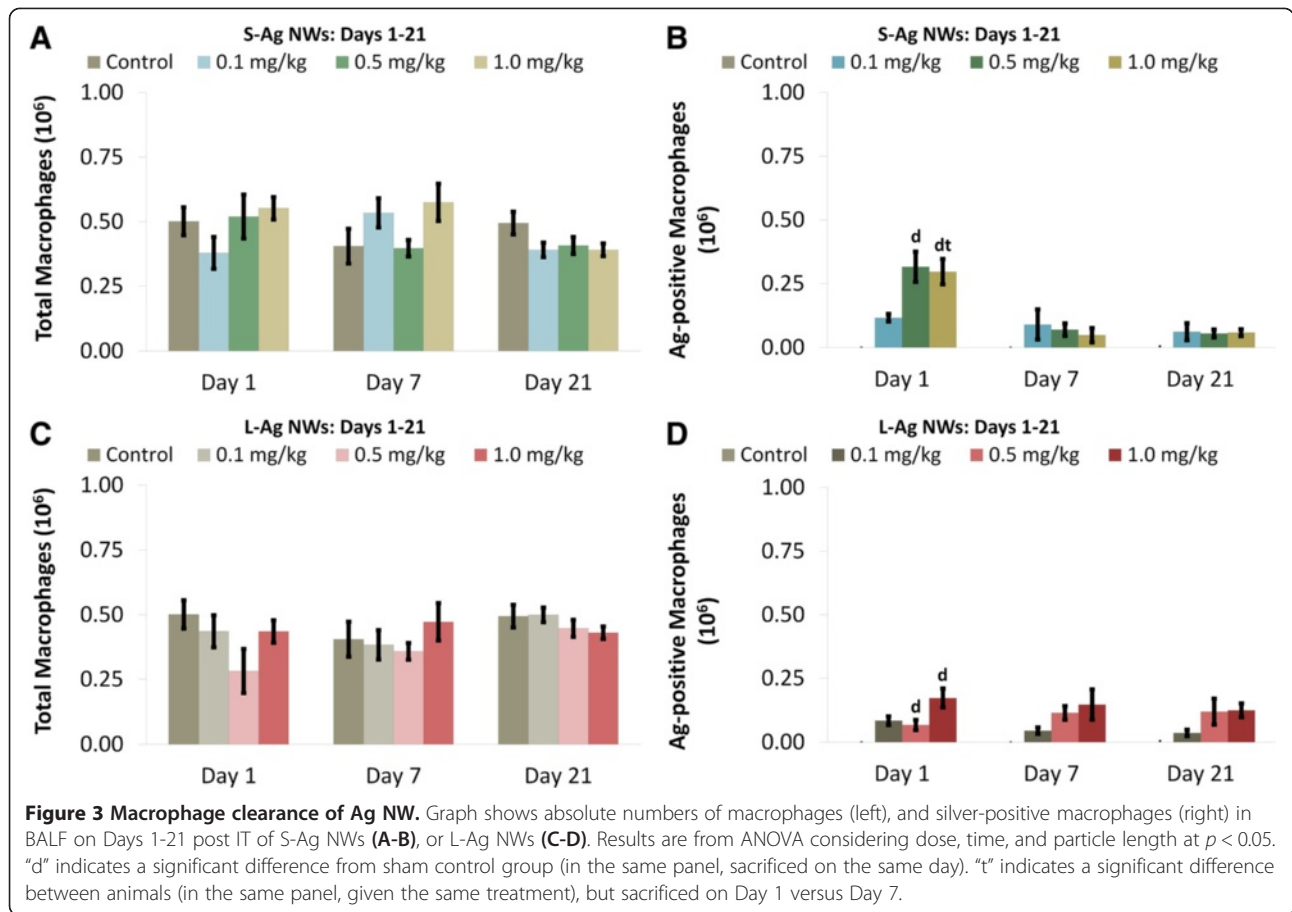 A
S-Ag NWs: Days 1-21
Control 0.1 mg/kg 0.5 mg/kg 1.0 mg/kg
Total Macrophages (10⁶)
1.00
0.75
0.50
0.25
0.00
Day 1 Day 7 Day 21
B
S-Ag NWs: Days 1-21
Control 0.1 mg/kg 0.5 mg/kg 1.0 mg/kg
Ag-positive Macrophages
(10⁶)
1.00
0.75
0.50
0.25
0.00
d dt
Day 1 Day 7 Day 21
C
L-Ag NWs: Days 1-21
Control 0.1 mg/kg 0.5 mg/kg 1.0 mg/kg
Total Macrophages (10⁶)
1.00
0.75
0.50
0.25
0.00
Day 1 Day 7 Day 21
D
L-Ag NWs: Days 1-21
Control 0.1 mg/kg 0.5 mg/kg 1.0 mg/kg
Ag-positive Macrophages
(10⁶)
1.00
0.75
0.50
0.25
0.00
d d
Day 1 Day 7 Day 21
Figure 3 Macrophage clearance of Ag NW. Graph shows absolute numbers of macrophages (left), and silver-positive macrophages (right) in
BALF on Days 1-21 post IT of S-Ag NWs (A-B), or L-Ag NWs (C-D). Results are from ANOVA considering dose, time, and particle length at p < 0.05.
“d” indicates a significant difference from sham control group (in the same panel, sacrificed on the same day). “t” indicates a significant difference
between animals (in the same panel, given the same treatment), but sacrificed on Day 1 versus Day 7.